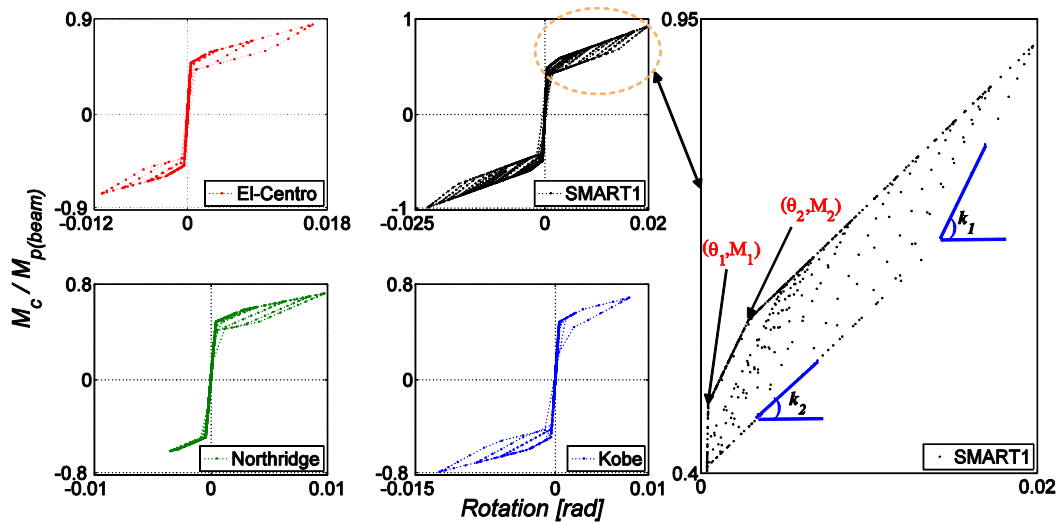 M_c / M_p(beam)
0.9
0
-0.9
-0.012
0
0.018
El-Centro
1
0
-1
-0.025
0
0.02
SMART1
0.8
0
-0.8
-0.01
0
0.01
Northridge
0.8
0
-0.8
-0.015
0
0.01
Kobe
Rotation [rad]
0.95
(θ2,M2)
(θ1,M1)
k1
k2
SMART1
0.4
0
0.02